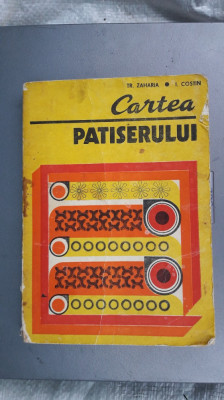 TR. ZAHARIA ● I. COSTIN
Cartea
PATISERULUI